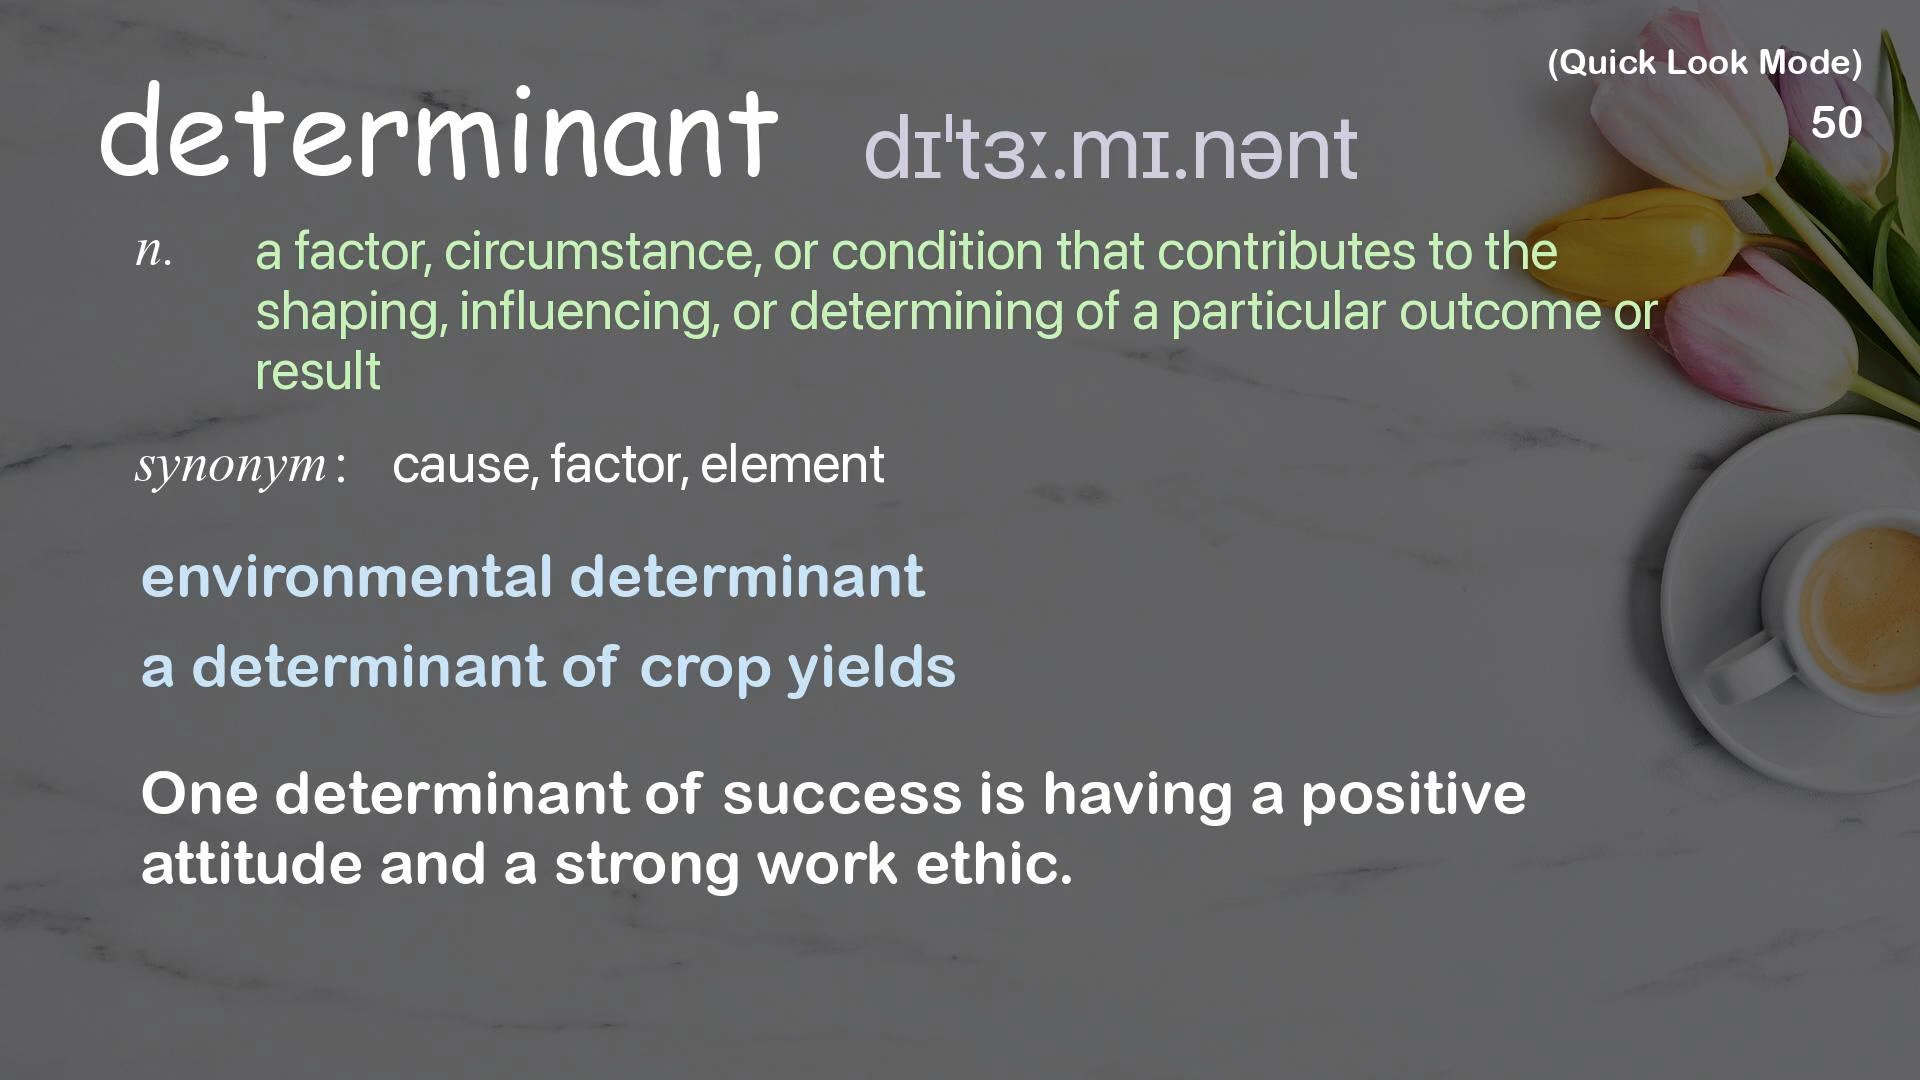 (Quick Look Mode)
50
determinant dɪˈtɜː.mɪ.nənt
n. a factor, circumstance, or condition that contributes to the
shaping, influencing, or determining of a particular outcome or
result
synonym: cause, factor, element
environmental determinant
a determinant of crop yields
One determinant of success is having a positive
attitude and a strong work ethic.